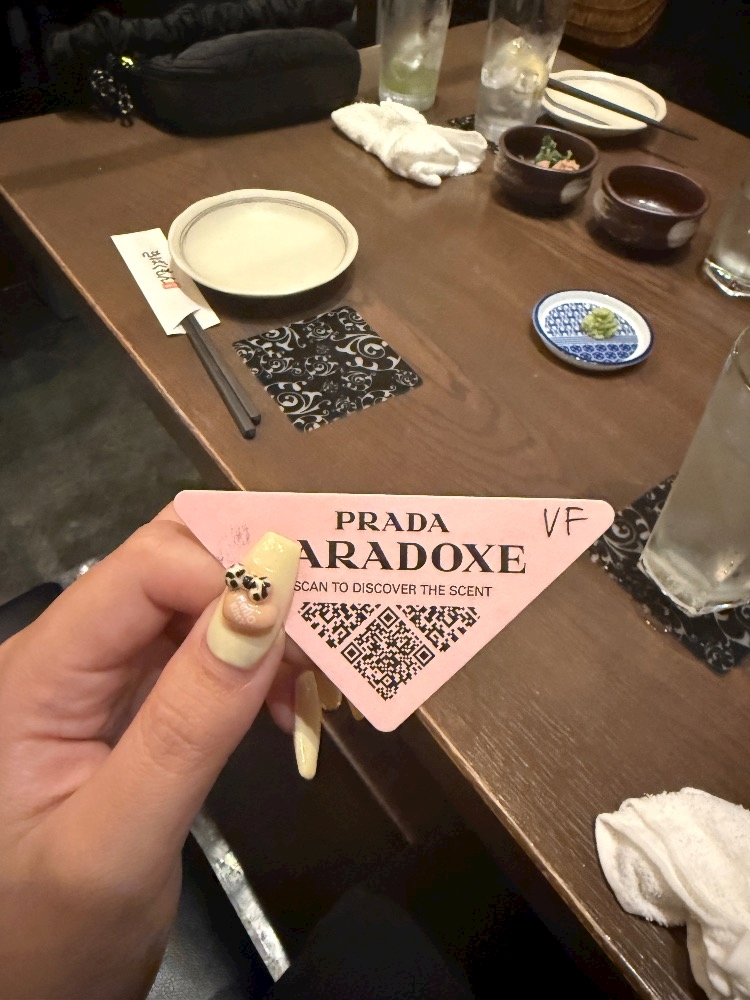 PRADA
ARADOXE
VF
SCAN TO DISCOVER THE SCENT